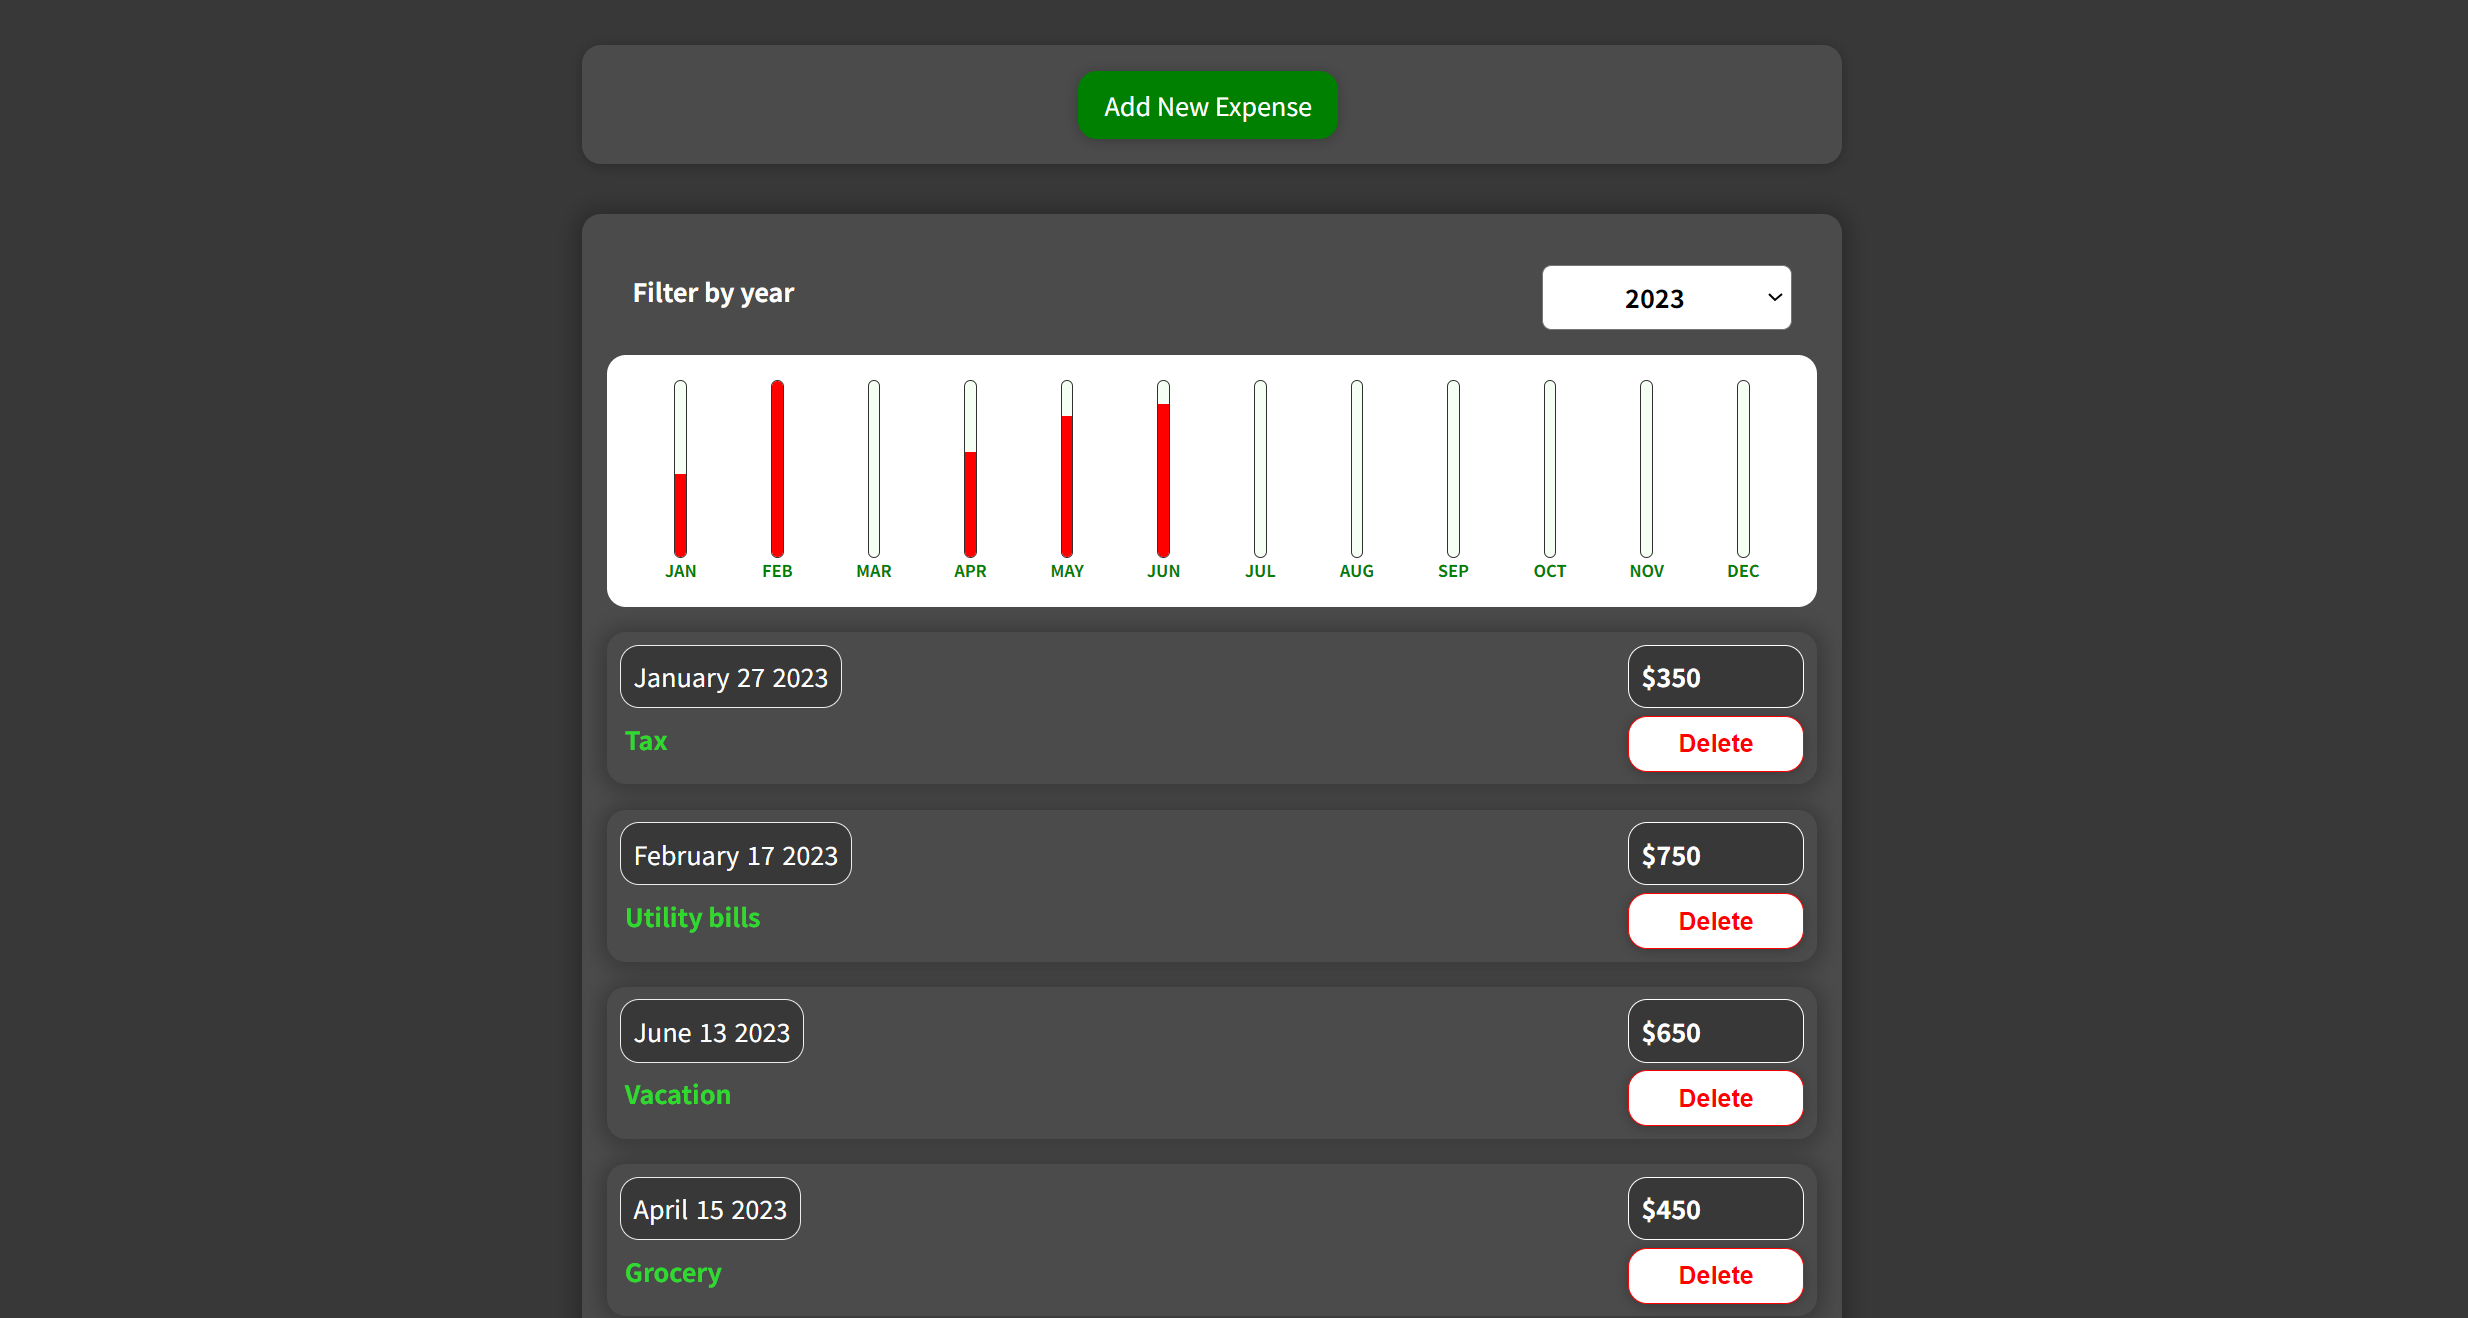 Add New Expense
Filter by year
2023
JAN FEB MAR APR MAY JUN JUL AUG SEP OCT NOV DEC
January 27 2023
$350
Tax
Delete
February 17 2023
$750
Utility bills
Delete
June 13 2023
$650
Vacation
Delete
April 15 2023
$450
Grocery
Delete